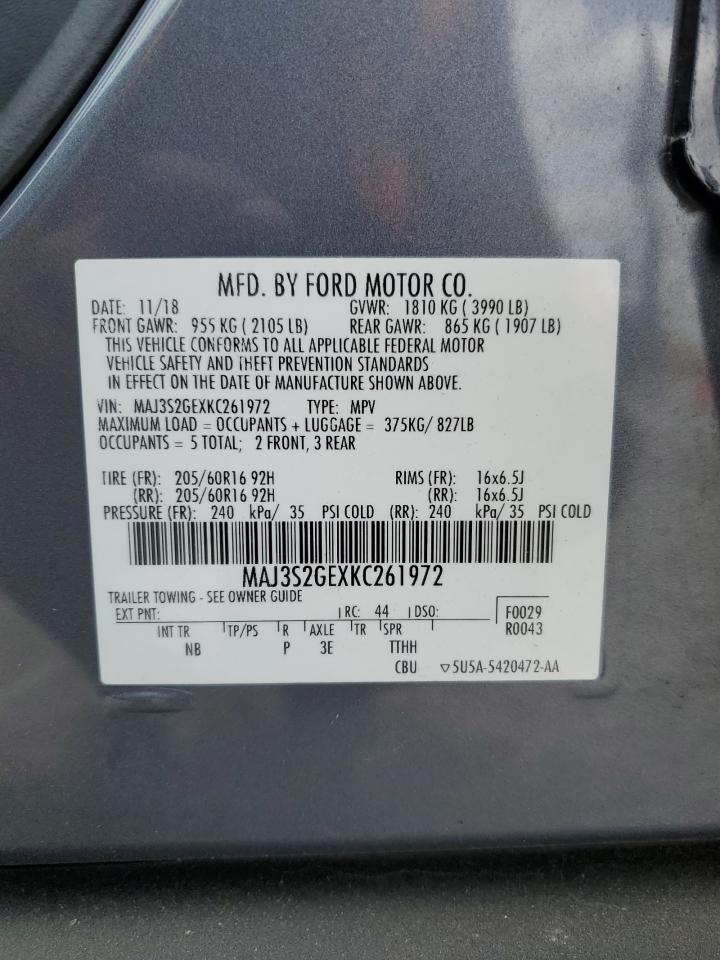 MFD. BY FORD MOTOR CO.
DATE: 11/18 GVWR: 1810 KG ( 3990 LB)
FRONT GAWR: 955 KG ( 2105 LB) REAR GAWR: 865 KG ( 1907 LB)
THIS VEHICLE CONFORMS TO ALL APPLICABLE FEDERAL MOTOR
VEHICLE SAFETY AND THEFT PREVENTION STANDARDS
IN EFFECT ON THE DATE OF MANUFACTURE SHOWN ABOVE.
VIN: MAJ3S2GEXKC261972 TYPE: MPV
MAXIMUM LOAD = OCCUPANTS + LUGGAGE = 375KG/ 827LB
OCCUPANTS = 5 TOTAL; 2 FRONT, 3 REAR
TIRE (FR): 205/60R16 92H RIMS (FR): 16x6.5J
(RR): 205/60R16 92H (RR): 16x6.5J
PRESSURE (FR): 240 kPa/ 35 PSI COLD (RR): 240 kPa/ 35 PSI COLD
MAJ3S2GEXKC261972
TRAILER TOWING - SEE OWNER GUIDE
EXT PNT: RC: 44 DSO: F0029
INT TR TP/PS R AXLE TR SPR R0043
NB P 3E TTHH
CBU ▽5U5A-5420472-AA